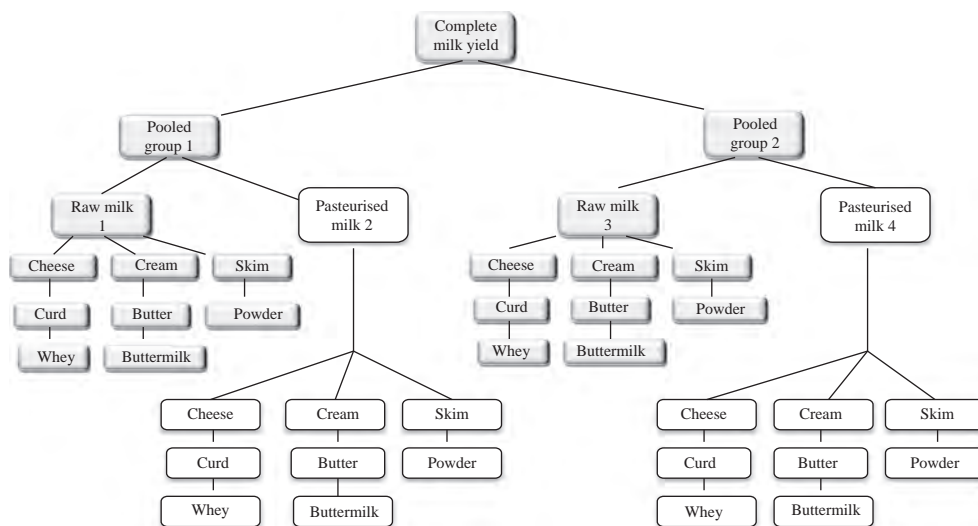 Complete
milk yield
Pooled
group 1
Pooled
group 2
Raw milk
1
Pasteurised
milk 2
Raw milk
3
Pasteurised
milk 4
Cheese
Cream
Skim
Cheese
Cream
Skim
Curd
Butter
Powder
Curd
Butter
Powder
Whey
Buttermilk
Whey
Buttermilk
Cheese
Cream
Skim
Cheese
Cream
Skim
Curd
Butter
Powder
Curd
Butter
Powder
Whey
Buttermilk
Whey
Buttermilk